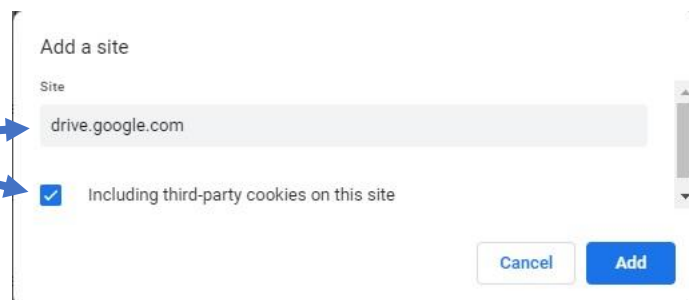 Add a site
Site
drive.google.com
Including third-party cookies on this site
Cancel Add